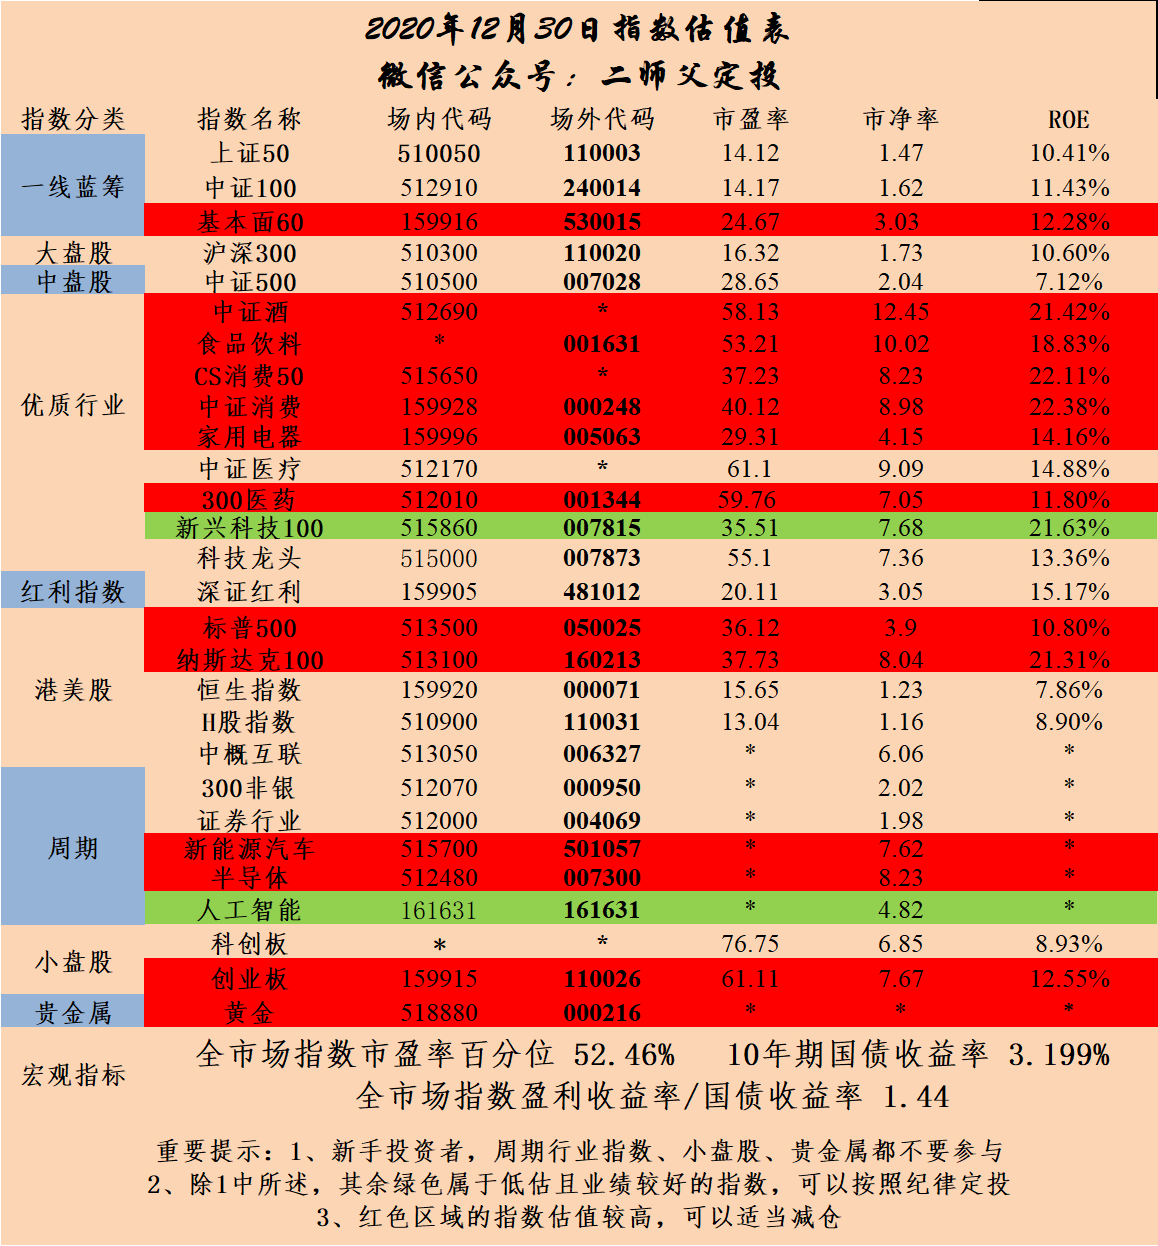 2020年12月30日指数估值表
微信公众号：二师父定投
指数分类 指数名称 场内代码 场外代码 市盈率 市净率 ROE
一线蓝筹 上证50 510050 110003 14.12 1.47 10.41%
中证100 512910 240014 14.17 1.62 11.43%
基本面60 159916 530015 24.67 3.03 12.28%
大盘股 沪深300 510300 110020 16.32 1.73 10.60%
中盘股 中证500 510500 007028 28.65 2.04 7.12%
优质行业 中证酒 512690 * 58.13 12.45 21.42%
食品饮料 * 001631 53.21 10.02 18.83%
CS消费50 515650 * 37.23 8.23 22.11%
中证消费 159928 000248 40.12 8.98 22.38%
家用电器 159996 005063 29.31 4.15 14.16%
中证医疗 512170 * 61.1 9.09 14.88%
300医药 512010 001344 59.76 7.05 11.80%
新兴科技100 515860 007815 35.51 7.68 21.63%
科技龙头 515000 007873 55.1 7.36 13.36%
红利指数 深证红利 159905 481012 20.11 3.05 15.17%
港美股 标普500 513500 050025 36.12 3.9 10.80%
纳斯达克100 513100 160213 37.73 8.04 21.31%
恒生指数 159920 000071 15.65 1.23 7.86%
H股指数 510900 110031 13.04 1.16 8.90%
中概互联 513050 006327 * 6.06 *
周期 300非银 512070 000950 * 2.02 *
证券行业 512000 004069 * 1.98 *
新能源汽车 515700 501057 * 7.62 *
半导体 512480 007300 * 8.23 *
人工智能 161631 161631 * 4.82 *
小盘股 科创板 * * 76.75 6.85 8.93%
创业板 159915 110026 61.11 7.67 12.55%
贵金属 黄金 518880 000216 * * *
宏观指标 全市场指数市盈率百分位 52.46% 10年期国债收益率 3.199%
全市场指数盈利收益率/国债收益率 1.44
重要提示：1、新手投资者，周期行业指数、小盘股、贵金属都不要参与
2、除1中所述，其余绿色属于低估且业绩较好的指数，可以按照纪律定投
3、红色区域的指数估值较高，可以适当减仓